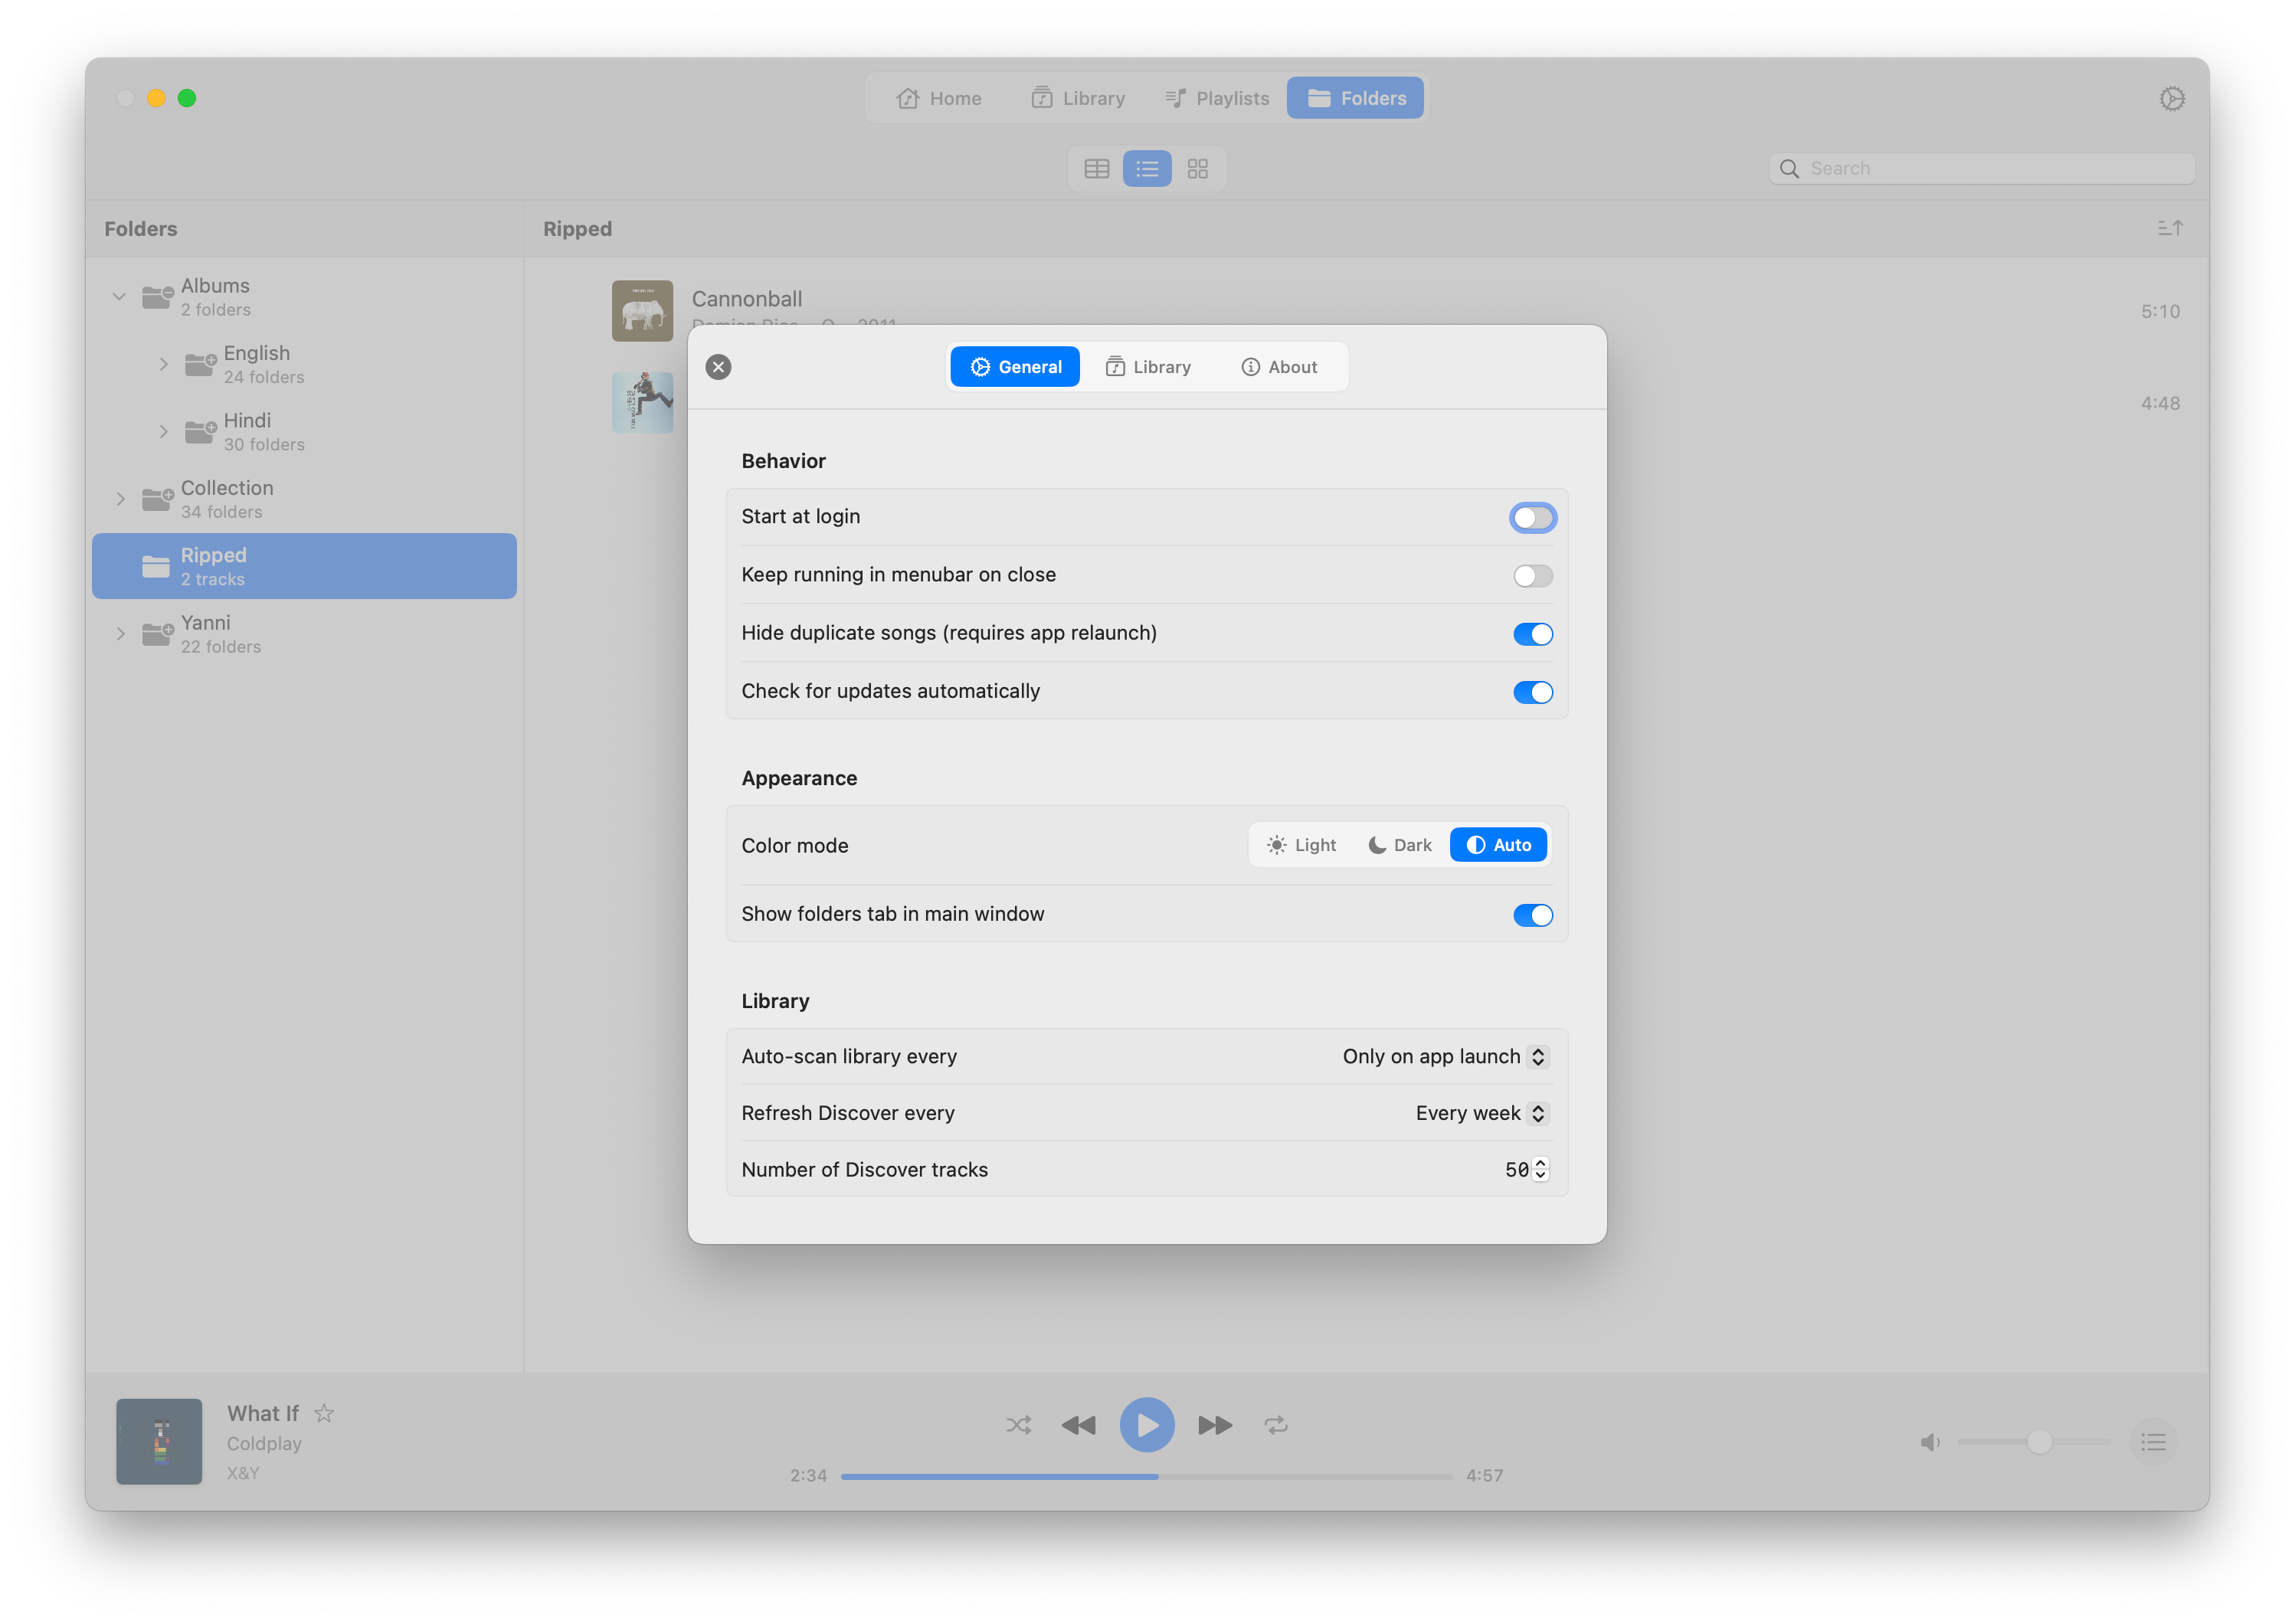 Home
Library
Playlists
Folders
Search
Folders
Ripped
Albums
2 folders
English
24 folders
Hindi
30 folders
Collection
34 folders
Ripped
2 tracks
Yanni
22 folders
Cannonball
5:10
4:48
General
Library
About
Behavior
Start at login
Keep running in menubar on close
Hide duplicate songs (requires app relaunch)
Check for updates automatically
Appearance
Color mode
Light
Dark
Auto
Show folders tab in main window
Library
Auto-scan library every
Only on app launch
Refresh Discover every
Every week
Number of Discover tracks
50
What If
Coldplay
X&Y
2:34
4:57